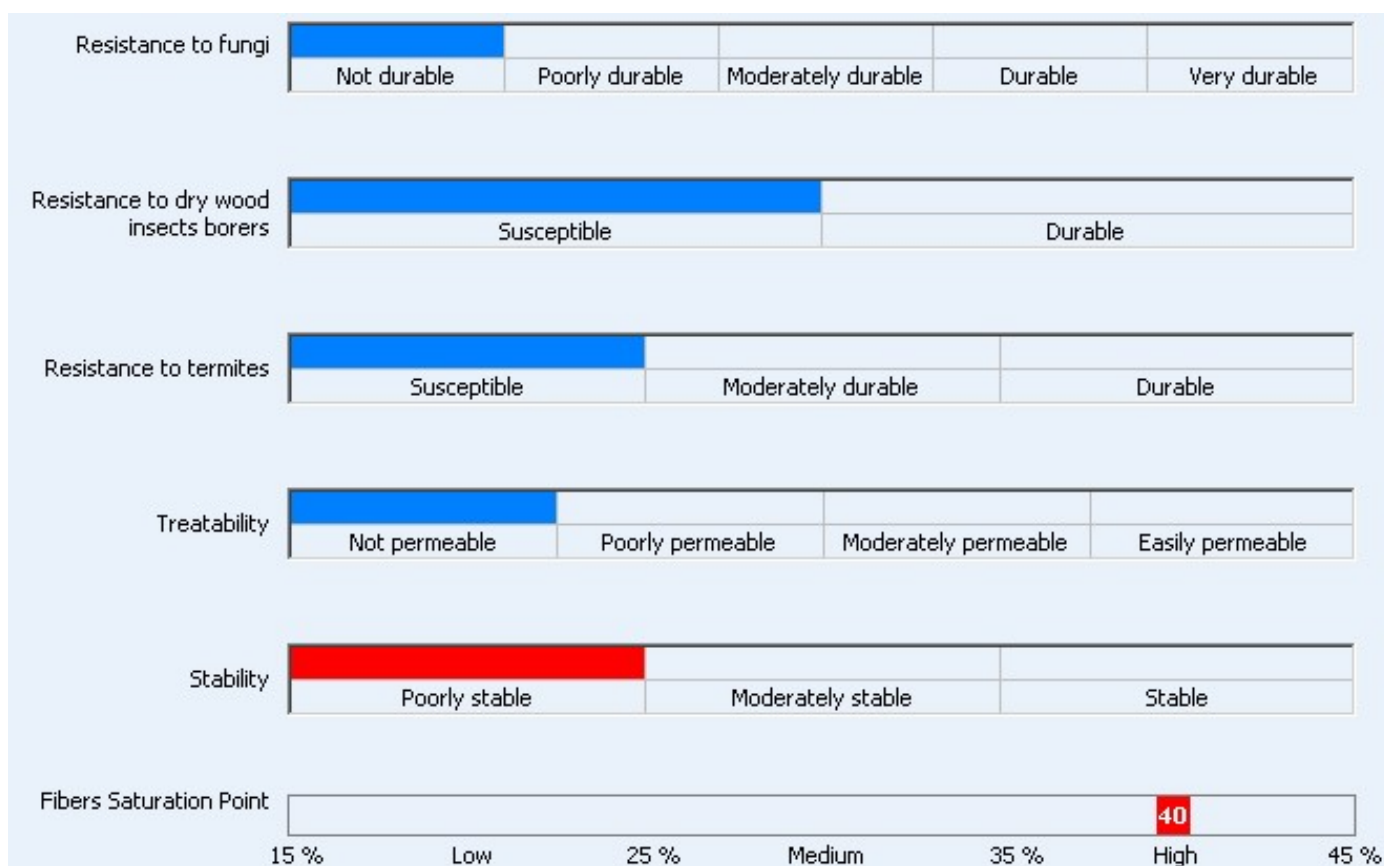 Resistance to fungi
Not durable Poorly durable Moderately durable Durable Very durable
Resistance to dry wood
insects borers
Susceptible Durable
Resistance to termites
Susceptible Moderately durable Durable
Treatability
Not permeable Poorly permeable Moderately permeable Easily permeable
Stability
Poorly stable Moderately stable Stable
Fibers Saturation Point
40
15 % Low 25 % Medium 35 % High 45 %